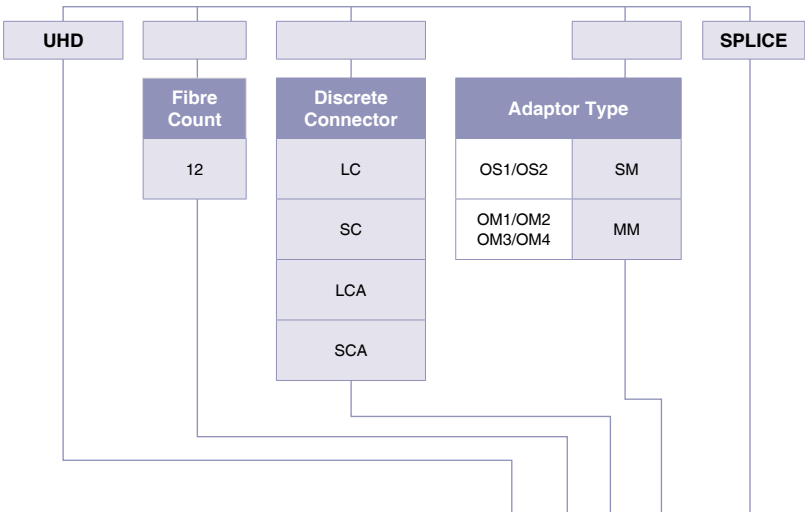 UHD
SPLICE
Fibre
Count
Discrete
Connector
Adaptor Type
12
LC
OS1/OS2
SM
SC
OM1/OM2
OM3/OM4
MM
LCA
SCA